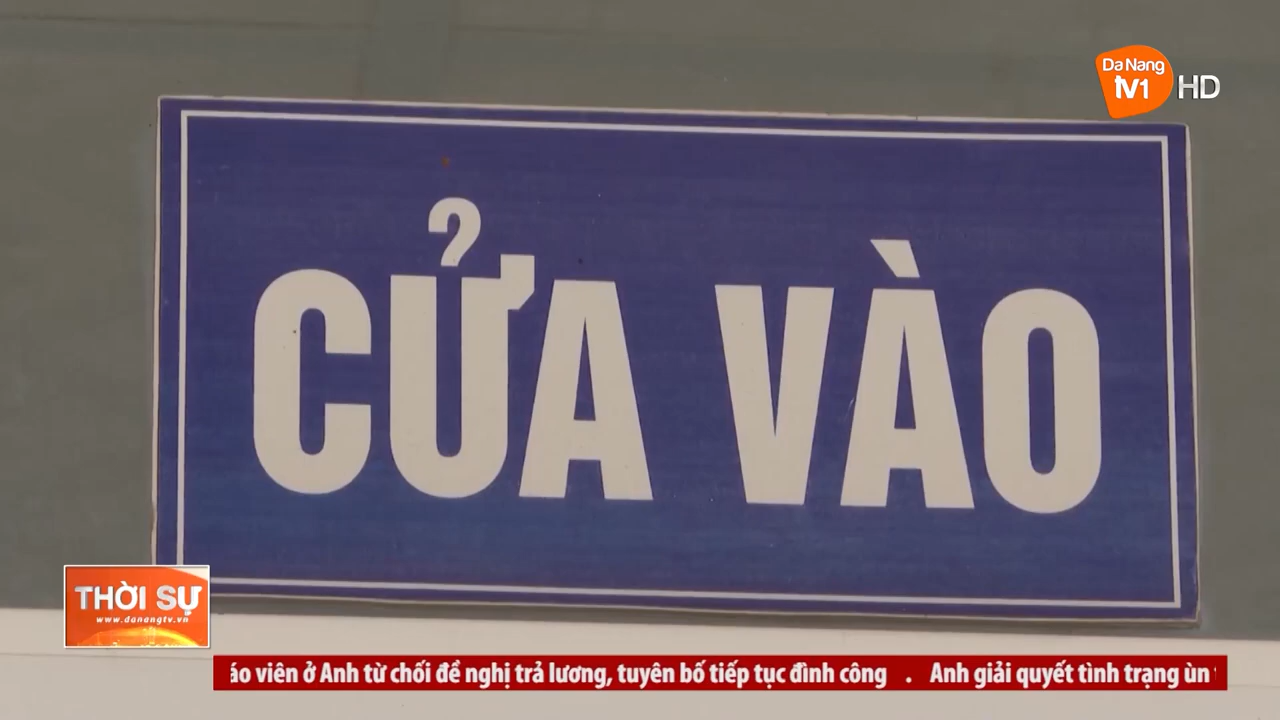 Da Nang
tv1 HD
CỬA VÀO
THỜI SỰ
www.danangtv.vn
viên ở Anh từ chối đề nghị trả lương, tuyên bố tiếp tục đình công . Anh giải quyết tình trạng ùn